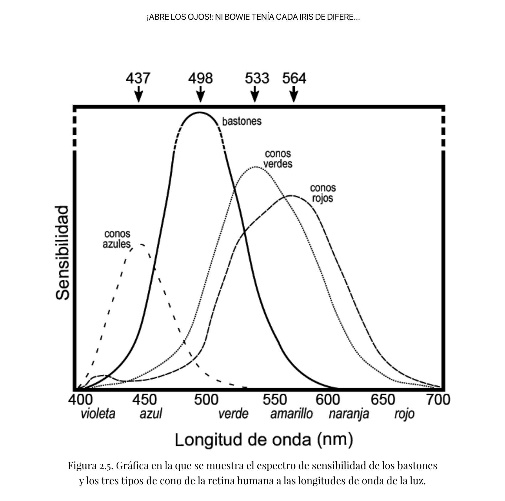 ¡ABRE LOS OJOS!: NI BOWIE TENÍA CADA IRIS DE DIFERE...
437 498 533 564
bastones
conos
verdes
conos
rojos
conos
azules
Sensibilidad
400 450 500 550 600 650 700
violeta azul verde amarillo naranja rojo
Longitud de onda (nm)
Figura 2.5. Gráfica en la que se muestra el espectro de sensibilidad de los bastones
y los tres tipos de cono de la retina humana a las longitudes de onda de la luz.